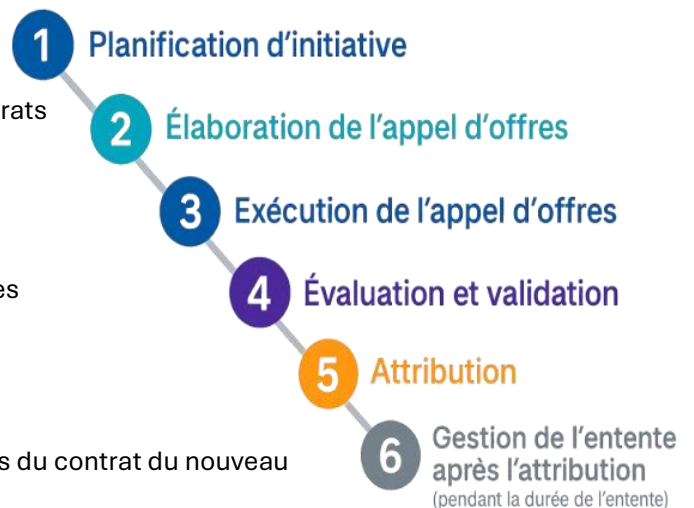 1 Planification d’initiative
rats
2 Élaboration de l’appel d’offres
3 Exécution de l’appel d’offres
es
4 Évaluation et validation
5 Attribution
6 Gestion de l’entente
après l’attribution
s du contrat du nouveau
(pendant la durée de l’entente)